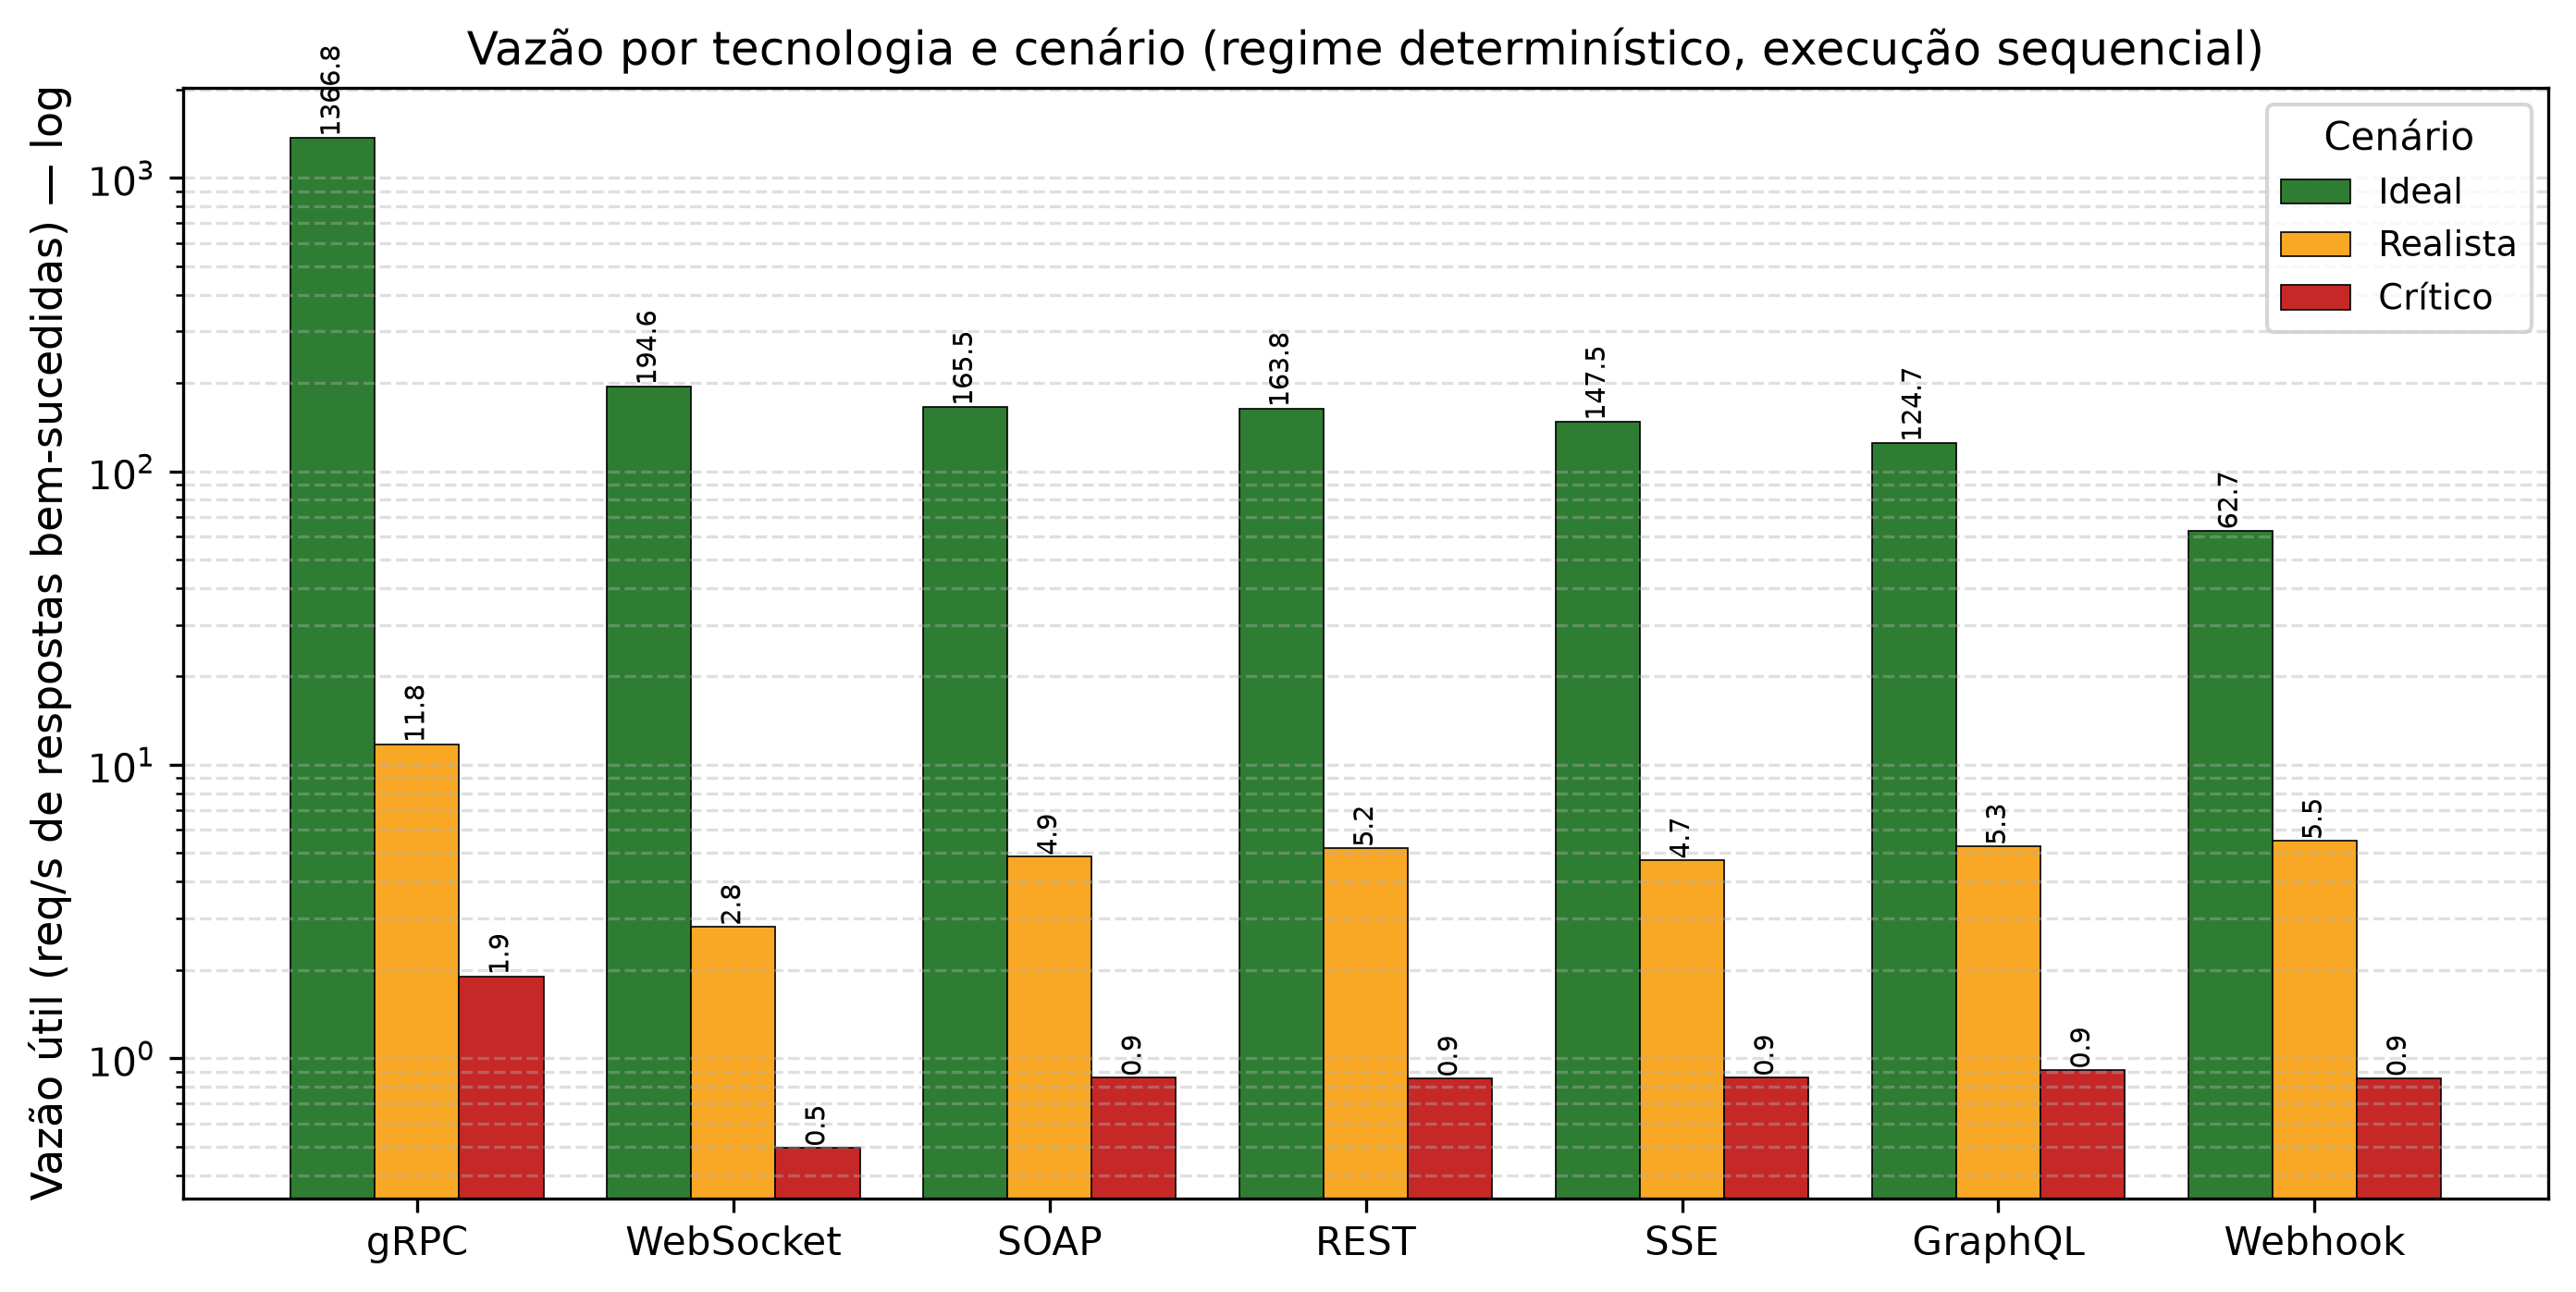 Vazão por tecnologia e cenário (regime determinístico, execução sequencial)
Vazão útil (req/s de respostas bem-sucedidas) — log
10³
10²
10¹
10⁰
Cenário
Ideal
Realista
Crítico
1366.8
11.8
1.9
194.6
2.8
0.5
165.5
4.9
0.9
163.8
5.2
0.9
147.5
4.7
0.9
124.7
5.3
0.9
62.7
5.5
0.9
gRPC
WebSocket
SOAP
REST
SSE
GraphQL
Webhook